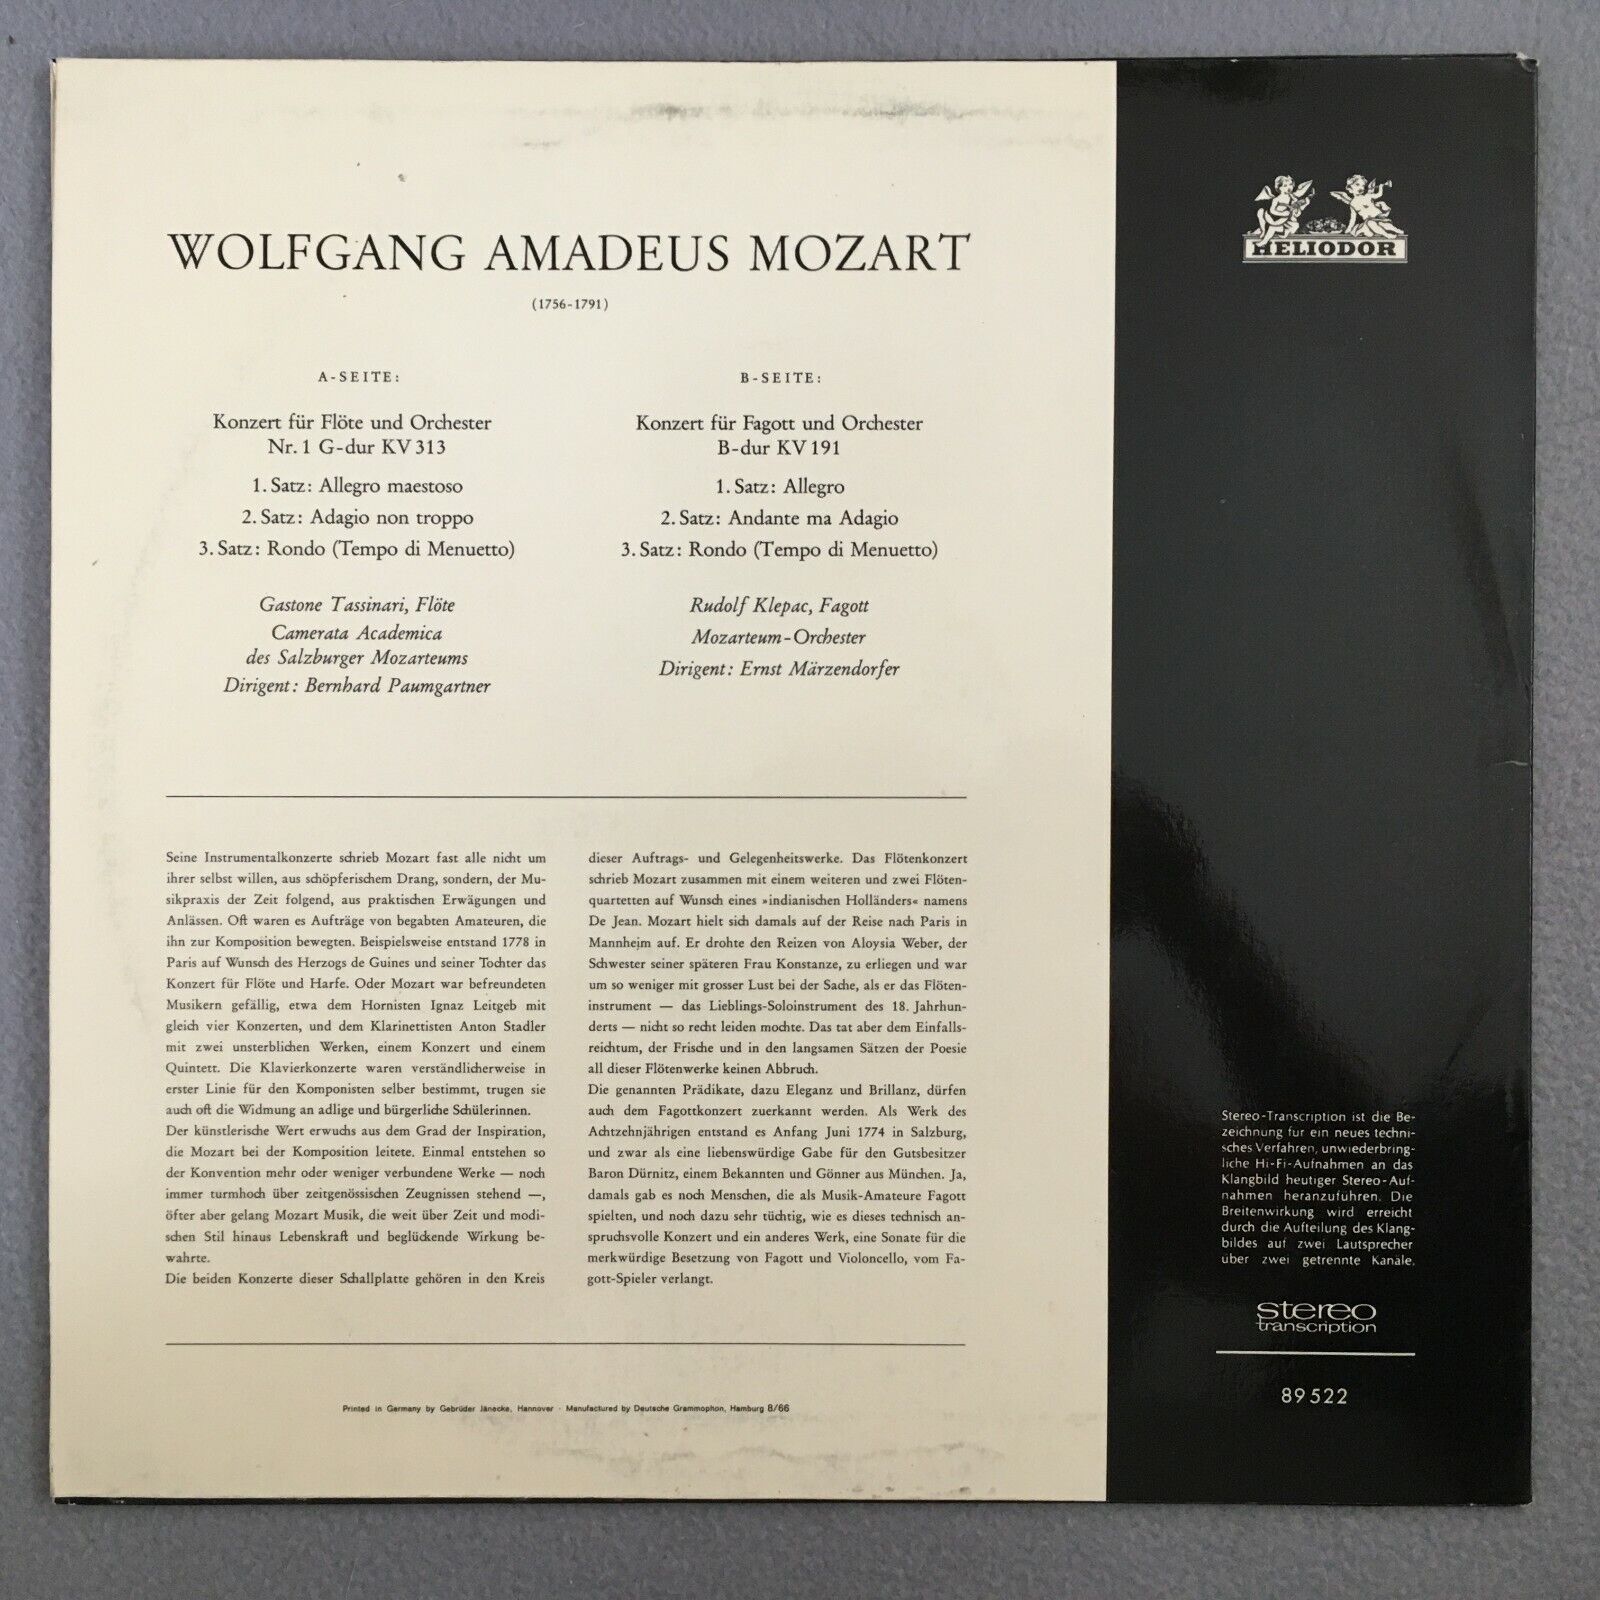 WOLFGANG AMADEUS MOZART
(1756-1791)
A-SEITE:
Konzert für Flöte und Orchester
Nr. 1 G-dur KV 313
1. Satz: Allegro maestoso
2. Satz: Adagio non troppo
3. Satz: Rondo (Tempo di Menuetto)
Gastone Tassinari, Flöte
Camerata Academica
des Salzburger Mozarteums
Dirigent: Bernhard Paumgartner
B-SEITE:
Konzert für Fagott und Orchester
B-dur KV 191
1. Satz: Allegro
2. Satz: Andante ma Adagio
3. Satz: Rondo (Tempo di Menuetto)
Rudolf Klepac, Fagott
Mozarteum-Orchester
Dirigent: Ernst Märzendorfer
Seine Instrumentalkonzerte schrieb Mozart fast alle nicht um
ihrer selbst willen, aus schöpferischem Drang, sondern, der Mu-
sikpraxis der Zeit folgend, aus praktischen Erwägungen und
Anlässen. Oft waren es Aufträge von begabten Amateuren, die
ihn zur Komposition bewegten. Beispielsweise entstand 1778 in
Paris auf Wunsch des Herzogs de Guines und seiner Tochter das
Konzert für Flöte und Harfe. Oder Mozart war befreundeten
Musikern gefällig, etwa dem Hornisten Ignaz Leitgeb mit
gleich vier Konzerten, und dem Klarinettisten Anton Stadler
mit zwei unsterblichen Werken, einem Konzert und einem
Quintett. Die Klavierkonzerte waren verständlicherweise in
erster Linie für den Komponisten selber bestimmt, trugen sie
auch oft die Widmung an adlige und bürgerliche Schülerinnen.
Der künstlerische Wert erwuchs aus dem Grad der Inspiration,
die Mozart bei der Komposition leitete. Einmal entstehen so
der Konvention mehr oder weniger verbundene Werke — noch
immer turmhoch über zeitgenössischen Zeugnissen stehend —,
öfter aber gelang Mozart Musik, die weit über Zeit und modi-
schen Stil hinaus Lebenskraft und beglückende Wirkung be-
wahrte.
Die beiden Konzerte dieser Schallplatte gehören in den Kreis
dieser Auftrags- und Gelegenheitswerke. Das Flötenkonzert
schrieb Mozart zusammen mit einem weiteren und zwei Flöten-
quartetten auf Wunsch eines »indianischen Holländers« namens
De Jean. Mozart hielt sich damals auf der Reise nach Paris in
Mannheim auf. Er drohte den Reizen von Aloysia Weber, der
Schwester seiner späteren Frau Konstanze, zu erliegen und war
um so weniger mit grosser Lust bei der Sache, als er das Flöten-
instrument — das Lieblings-Soloinstrument des 18. Jahrhun-
derts — nicht so recht leiden mochte. Das tat aber dem Einfalls-
reichtum, der Frische und in den langsamen Sätzen der Poesie
all dieser Flötenwerke keinen Abbruch.
Die genannten Prädikate, dazu Eleganz und Brillanz, dürfen
auch dem Fagottkonzert zuerkannt werden. Als Werk des
Achtzehnjährigen entstand es Anfang Juni 1774 in Salzburg,
und zwar als eine liebenswürdige Gabe für den Gutsbesitzer
Baron Dürnitz, einem Bekannten und Gönner aus München. Ja,
damals gab es noch Menschen, die als Musik-Amateure Fagott
spielten, und noch dazu sehr tüchtig, wie es dieses technisch an-
spruchsvolle Konzert und ein anderes Werk, eine Sonate für die
merkwürdige Besetzung von Fagott und Violoncello, vom Fa-
gott-Spieler verlangt.
Printed in Germany by Gebrüder Jänecke, Hannover · Manufactured by Deutsche Grammophon, Hamburg 8/66
HELIODOR
Stereo-Transcription ist die Be-
zeichnung für ein neues techni-
sches Verfahren, unwiederbring-
liche Hi-Fi-Aufnahmen an das
Klangbild heutiger Stereo-Auf-
nahmen heranzuführen. Die
Breitenwirkung wird erreicht
durch die Aufteilung des Klang-
bildes auf zwei Lautsprecher
über zwei getrennte Kanäle.
stereo
transcription
89 522